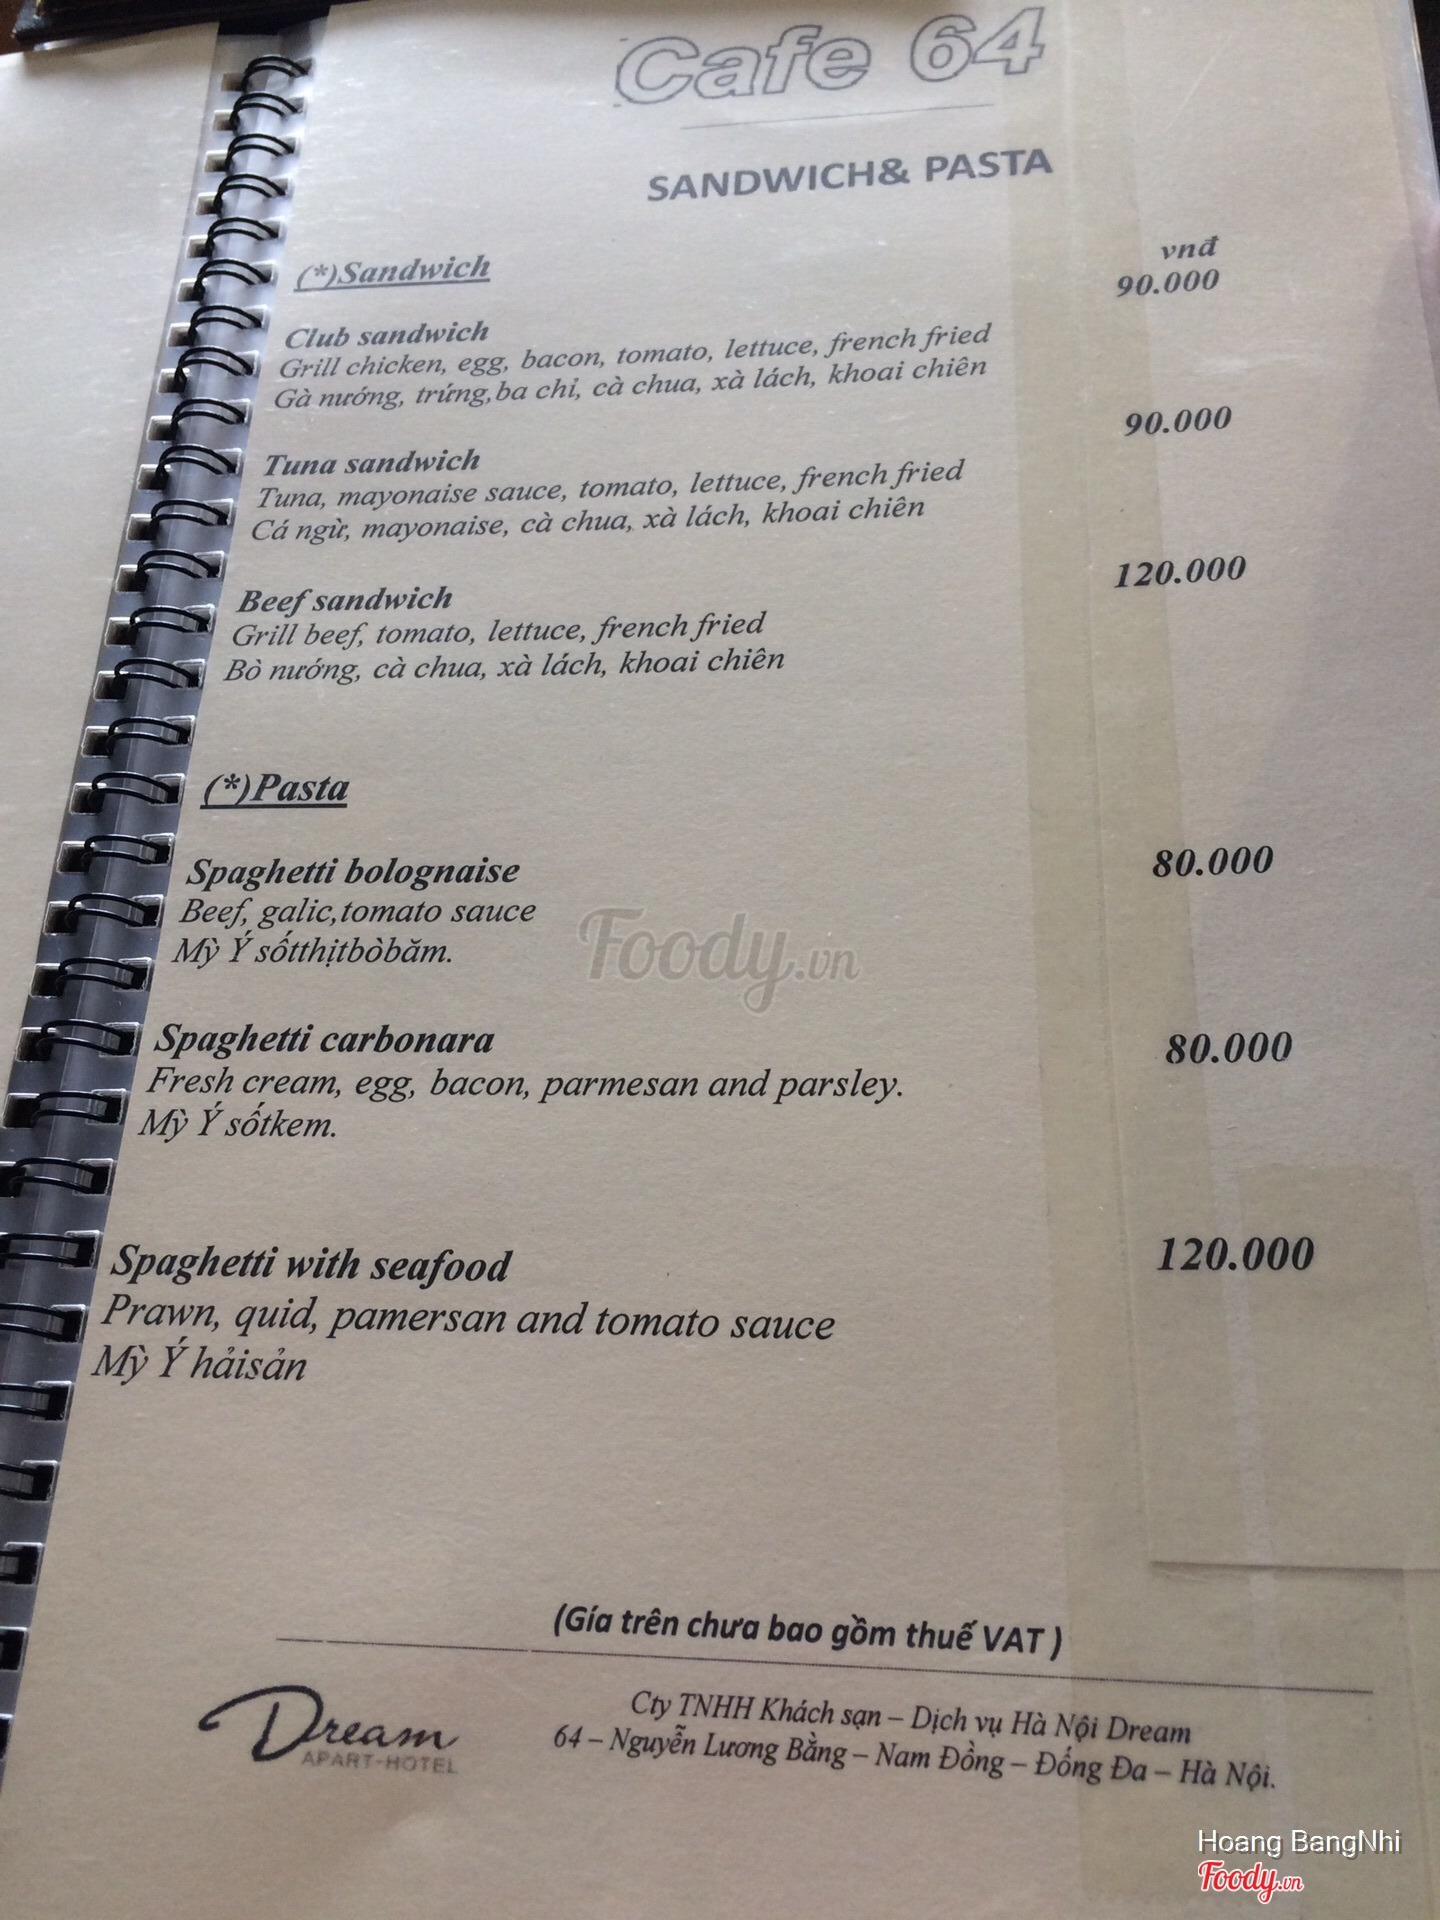 Cafe 64
SANDWICH& PASTA
vnđ
(*)Sandwich
90.000
Club sandwich
Grill chicken, egg, bacon, tomato, lettuce, french fried
Gà nướng, trứng,ba chỉ, cà chua, xà lách, khoai chiên
90.000
Tuna sandwich
Tuna, mayonaise sauce, tomato, lettuce, french fried
Cá ngừ, mayonaise, cà chua, xà lách, khoai chiên
120.000
Beef sandwich
Grill beef, tomato, lettuce, french fried
Bò nướng, cà chua, xà lách, khoai chiên
(*)Pasta
Spaghetti bolognaise 80.000
Beef, galic,tomato sauce
Mỳ Ý sốtthịtbòbăm.
Foody.vn
Spaghetti carbonara 80.000
Fresh cream, egg, bacon, parmesan and parsley.
Mỳ Ý sốtkem.
Spaghetti with seafood 120.000
Prawn, quid, pamersan and tomato sauce
Mỳ Ý hảisản
(Gía trên chưa bao gồm thuế VAT )
Dream
APART-HOTEL
Cty TNHH Khách sạn – Dịch vụ Hà Nội Dream
64 – Nguyễn Lương Bằng – Nam Đồng – Đống Đa – Hà Nội.
Hoang BangNhi
Foody.vn